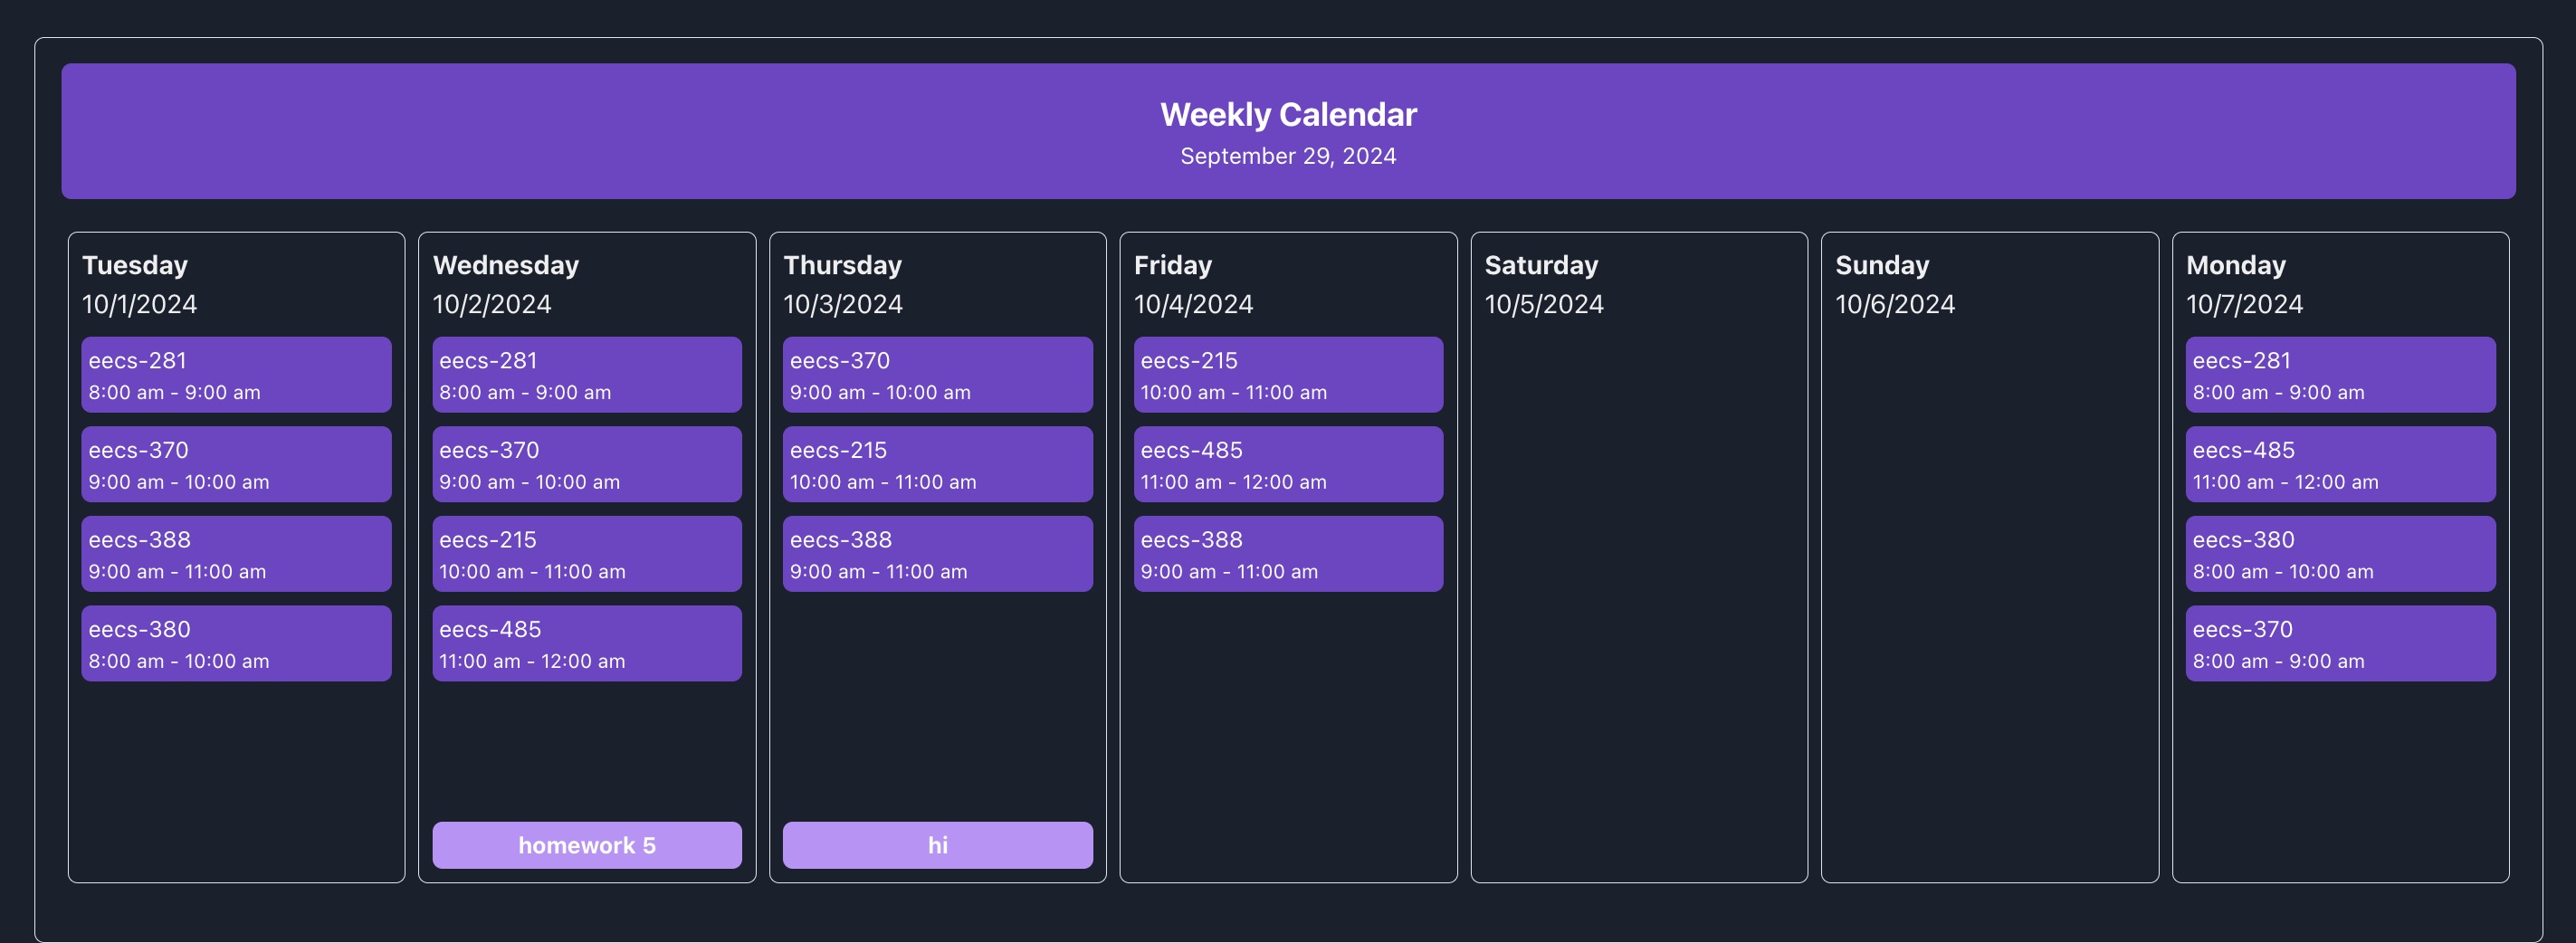 Weekly Calendar
September 29, 2024
Tuesday
10/1/2024
eecs-281
8:00 am - 9:00 am
eecs-370
9:00 am - 10:00 am
eecs-388
9:00 am - 11:00 am
eecs-380
8:00 am - 10:00 am
Wednesday
10/2/2024
eecs-281
8:00 am - 9:00 am
eecs-370
9:00 am - 10:00 am
eecs-215
10:00 am - 11:00 am
eecs-485
11:00 am - 12:00 am
homework 5
Thursday
10/3/2024
eecs-370
9:00 am - 10:00 am
eecs-215
10:00 am - 11:00 am
eecs-388
9:00 am - 11:00 am
hi
Friday
10/4/2024
eecs-215
10:00 am - 11:00 am
eecs-485
11:00 am - 12:00 am
eecs-388
9:00 am - 11:00 am
Saturday
10/5/2024
Sunday
10/6/2024
Monday
10/7/2024
eecs-281
8:00 am - 9:00 am
eecs-485
11:00 am - 12:00 am
eecs-380
8:00 am - 10:00 am
eecs-370
8:00 am - 9:00 am